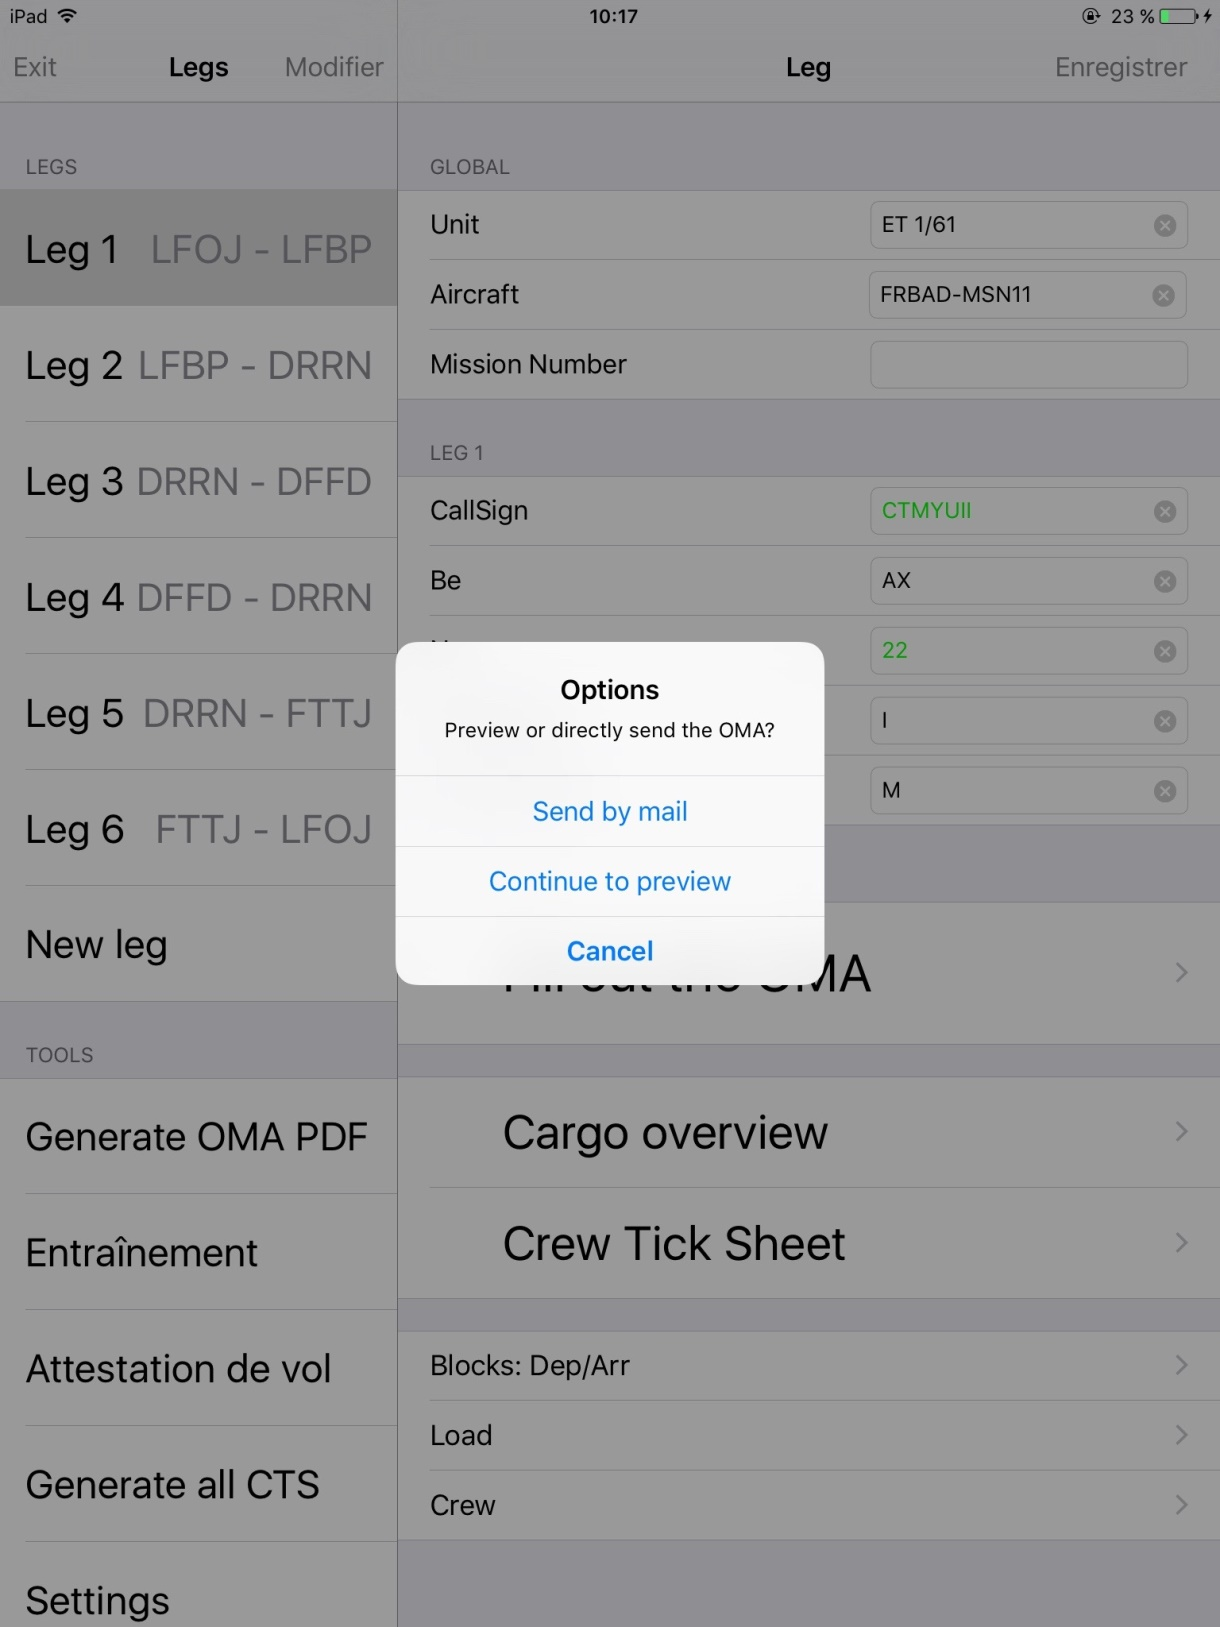 iPad 10:17 23 %
Exit Legs Modifier
Leg Enregistrer
LEGS
Leg 1 LFOJ - LFBP
Leg 2 LFBP - DRRN
Leg 3 DRRN - DFFD
Leg 4 DFFD - DRRN
Leg 5 DRRN - FTTJ
Leg 6 FTTJ - LFOJ
New leg
TOOLS
Generate OMA PDF
Entraînement
Attestation de vol
Generate all CTS
Settings
GLOBAL
Unit ET 1/61
Aircraft FRBAD-MSN11
Mission Number
LEG 1
CallSign CTMYUII
Be AX
22
I
M
Options
Preview or directly send the OMA?
Send by mail
Continue to preview
Cancel
Fill out the OMA
Cargo overview
Crew Tick Sheet
Blocks: Dep/Arr
Load
Crew